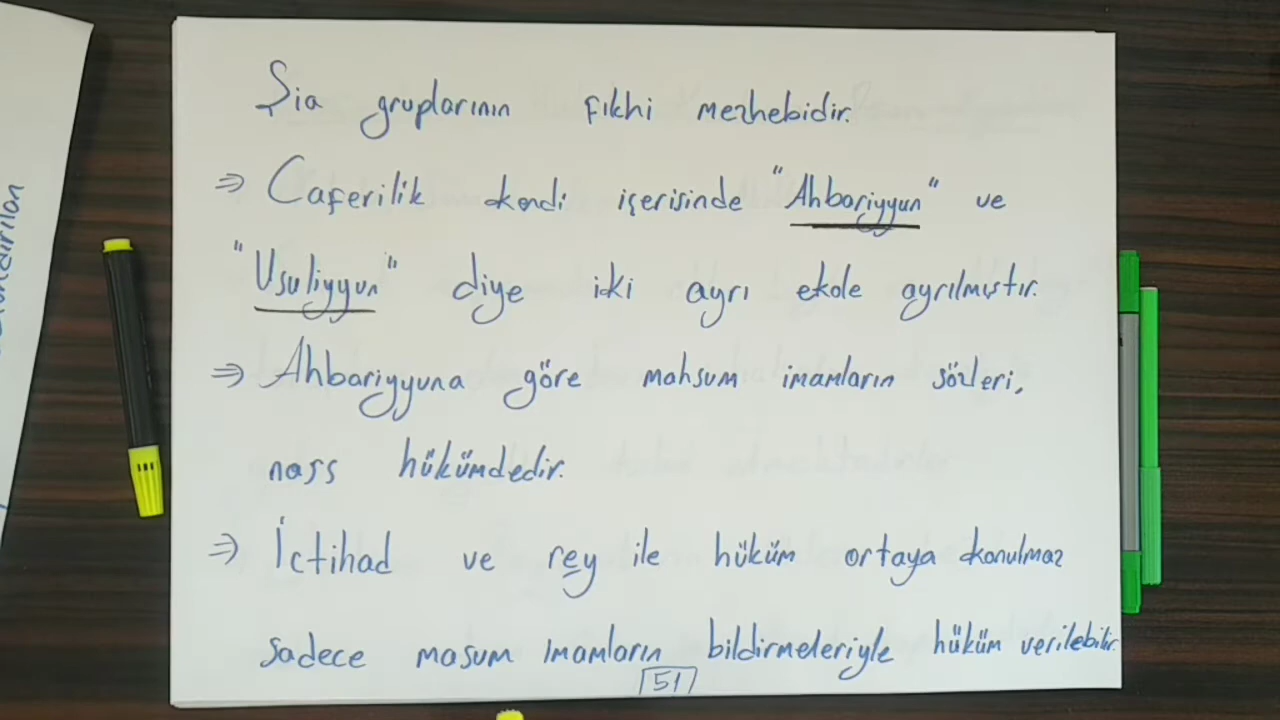 Şia gruplarının fıkhi mezhebidir.
⇒ Caferilik kendi içerisinde "Ahbariyyun" ve
"Usuliyyun" diye iki ayrı ekole ayrılmıştır.
⇒ Ahbariyyuna göre mahsum imamların sözleri,
nass hükümdedir.
⇒ İctihad ve rey ile hüküm ortaya konulmaz
sadece masum imamların bildirmeleriyle hüküm verilebilir.
51